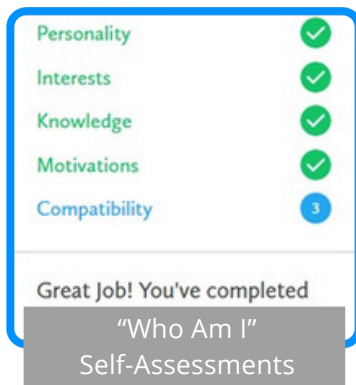 Personality
Interests
Knowledge
Motivations
Compatibility 3
Great Job! You've completed
“Who Am I”
Self-Assessments